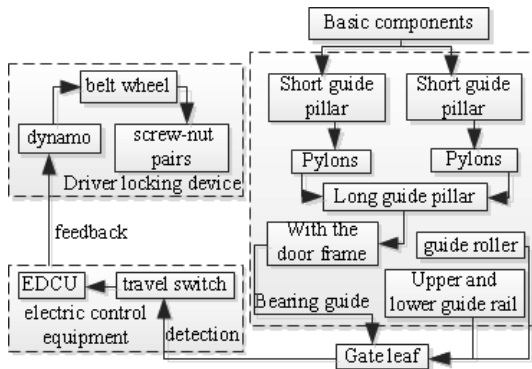 Basic components
belt wheel
dynamo
screw-nut
pairs
Driver locking device
Short guide
pillar
Short guide
pillar
Pylons
Pylons
Long guide pillar
With the
door frame
guide roller
feedback
EDCU
travel switch
electric control
equipment
detection
Bearing guide
Upper and
lower guide rail
Gate leaf